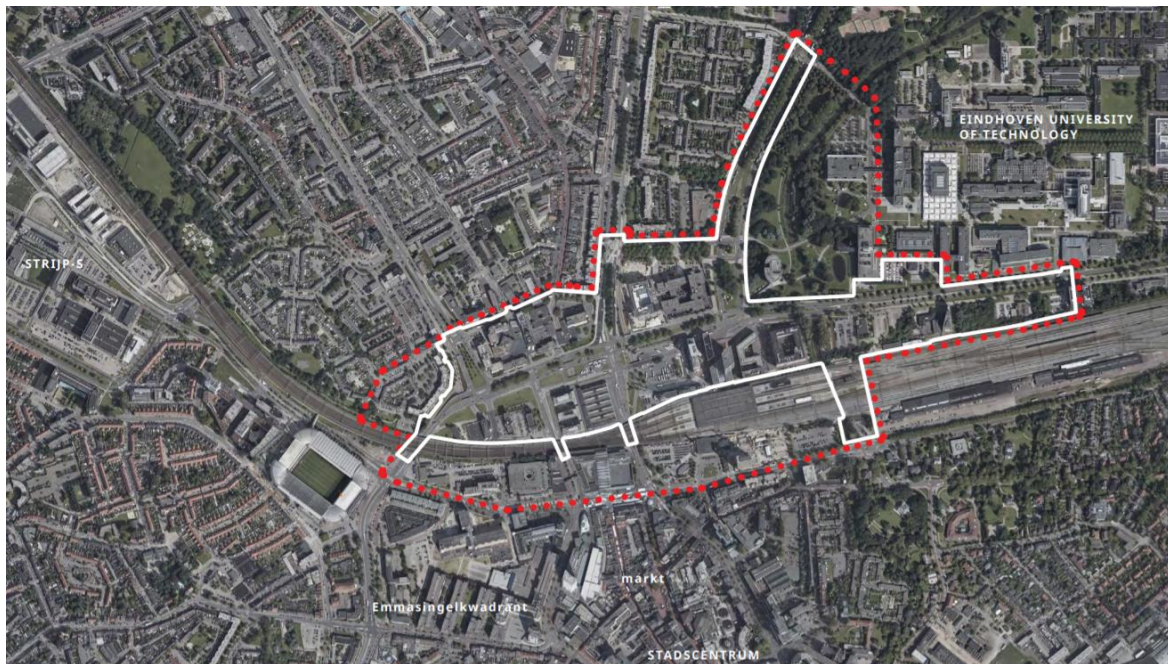 EINDHOVEN UNIVERSITY
OF TECHNOLOGY
STRIJP-S
markt
Emmasingelkwadrant
STADSCENTRUM